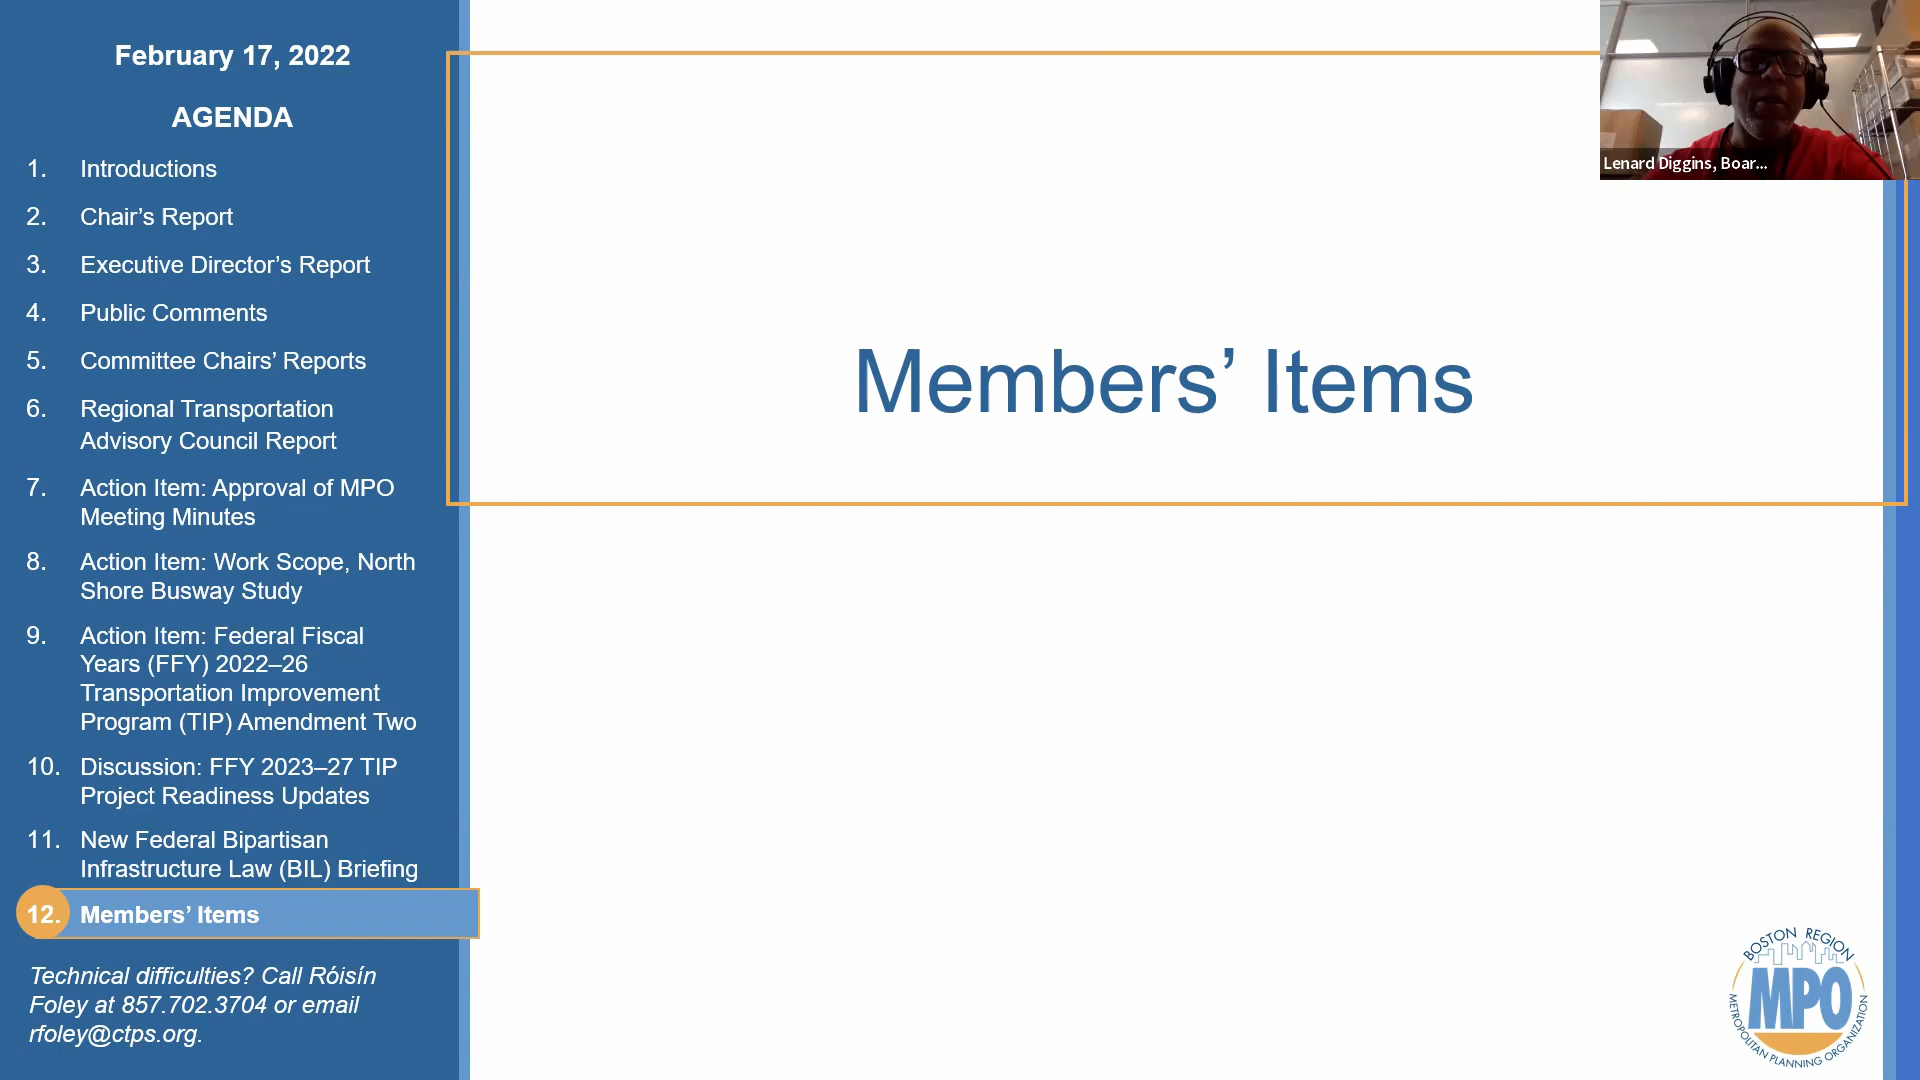 February 17, 2022
AGENDA
1. Introductions
2. Chair’s Report
3. Executive Director’s Report
4. Public Comments
5. Committee Chairs’ Reports
6. Regional Transportation
Advisory Council Report
7. Action Item: Approval of MPO
Meeting Minutes
8. Action Item: Work Scope, North
Shore Busway Study
9. Action Item: Federal Fiscal
Years (FFY) 2022–26
Transportation Improvement
Program (TIP) Amendment Two
10. Discussion: FFY 2023–27 TIP
Project Readiness Updates
11. New Federal Bipartisan
Infrastructure Law (BIL) Briefing
12. Members’ Items
Technical difficulties? Call Róisín
Foley at 857.702.3704 or email
rfoley@ctps.org.
Members’ Items
Lenard Diggins, Boar...
BOSTON REGION
MPO
METROPOLITAN PLANNING ORGANIZATION